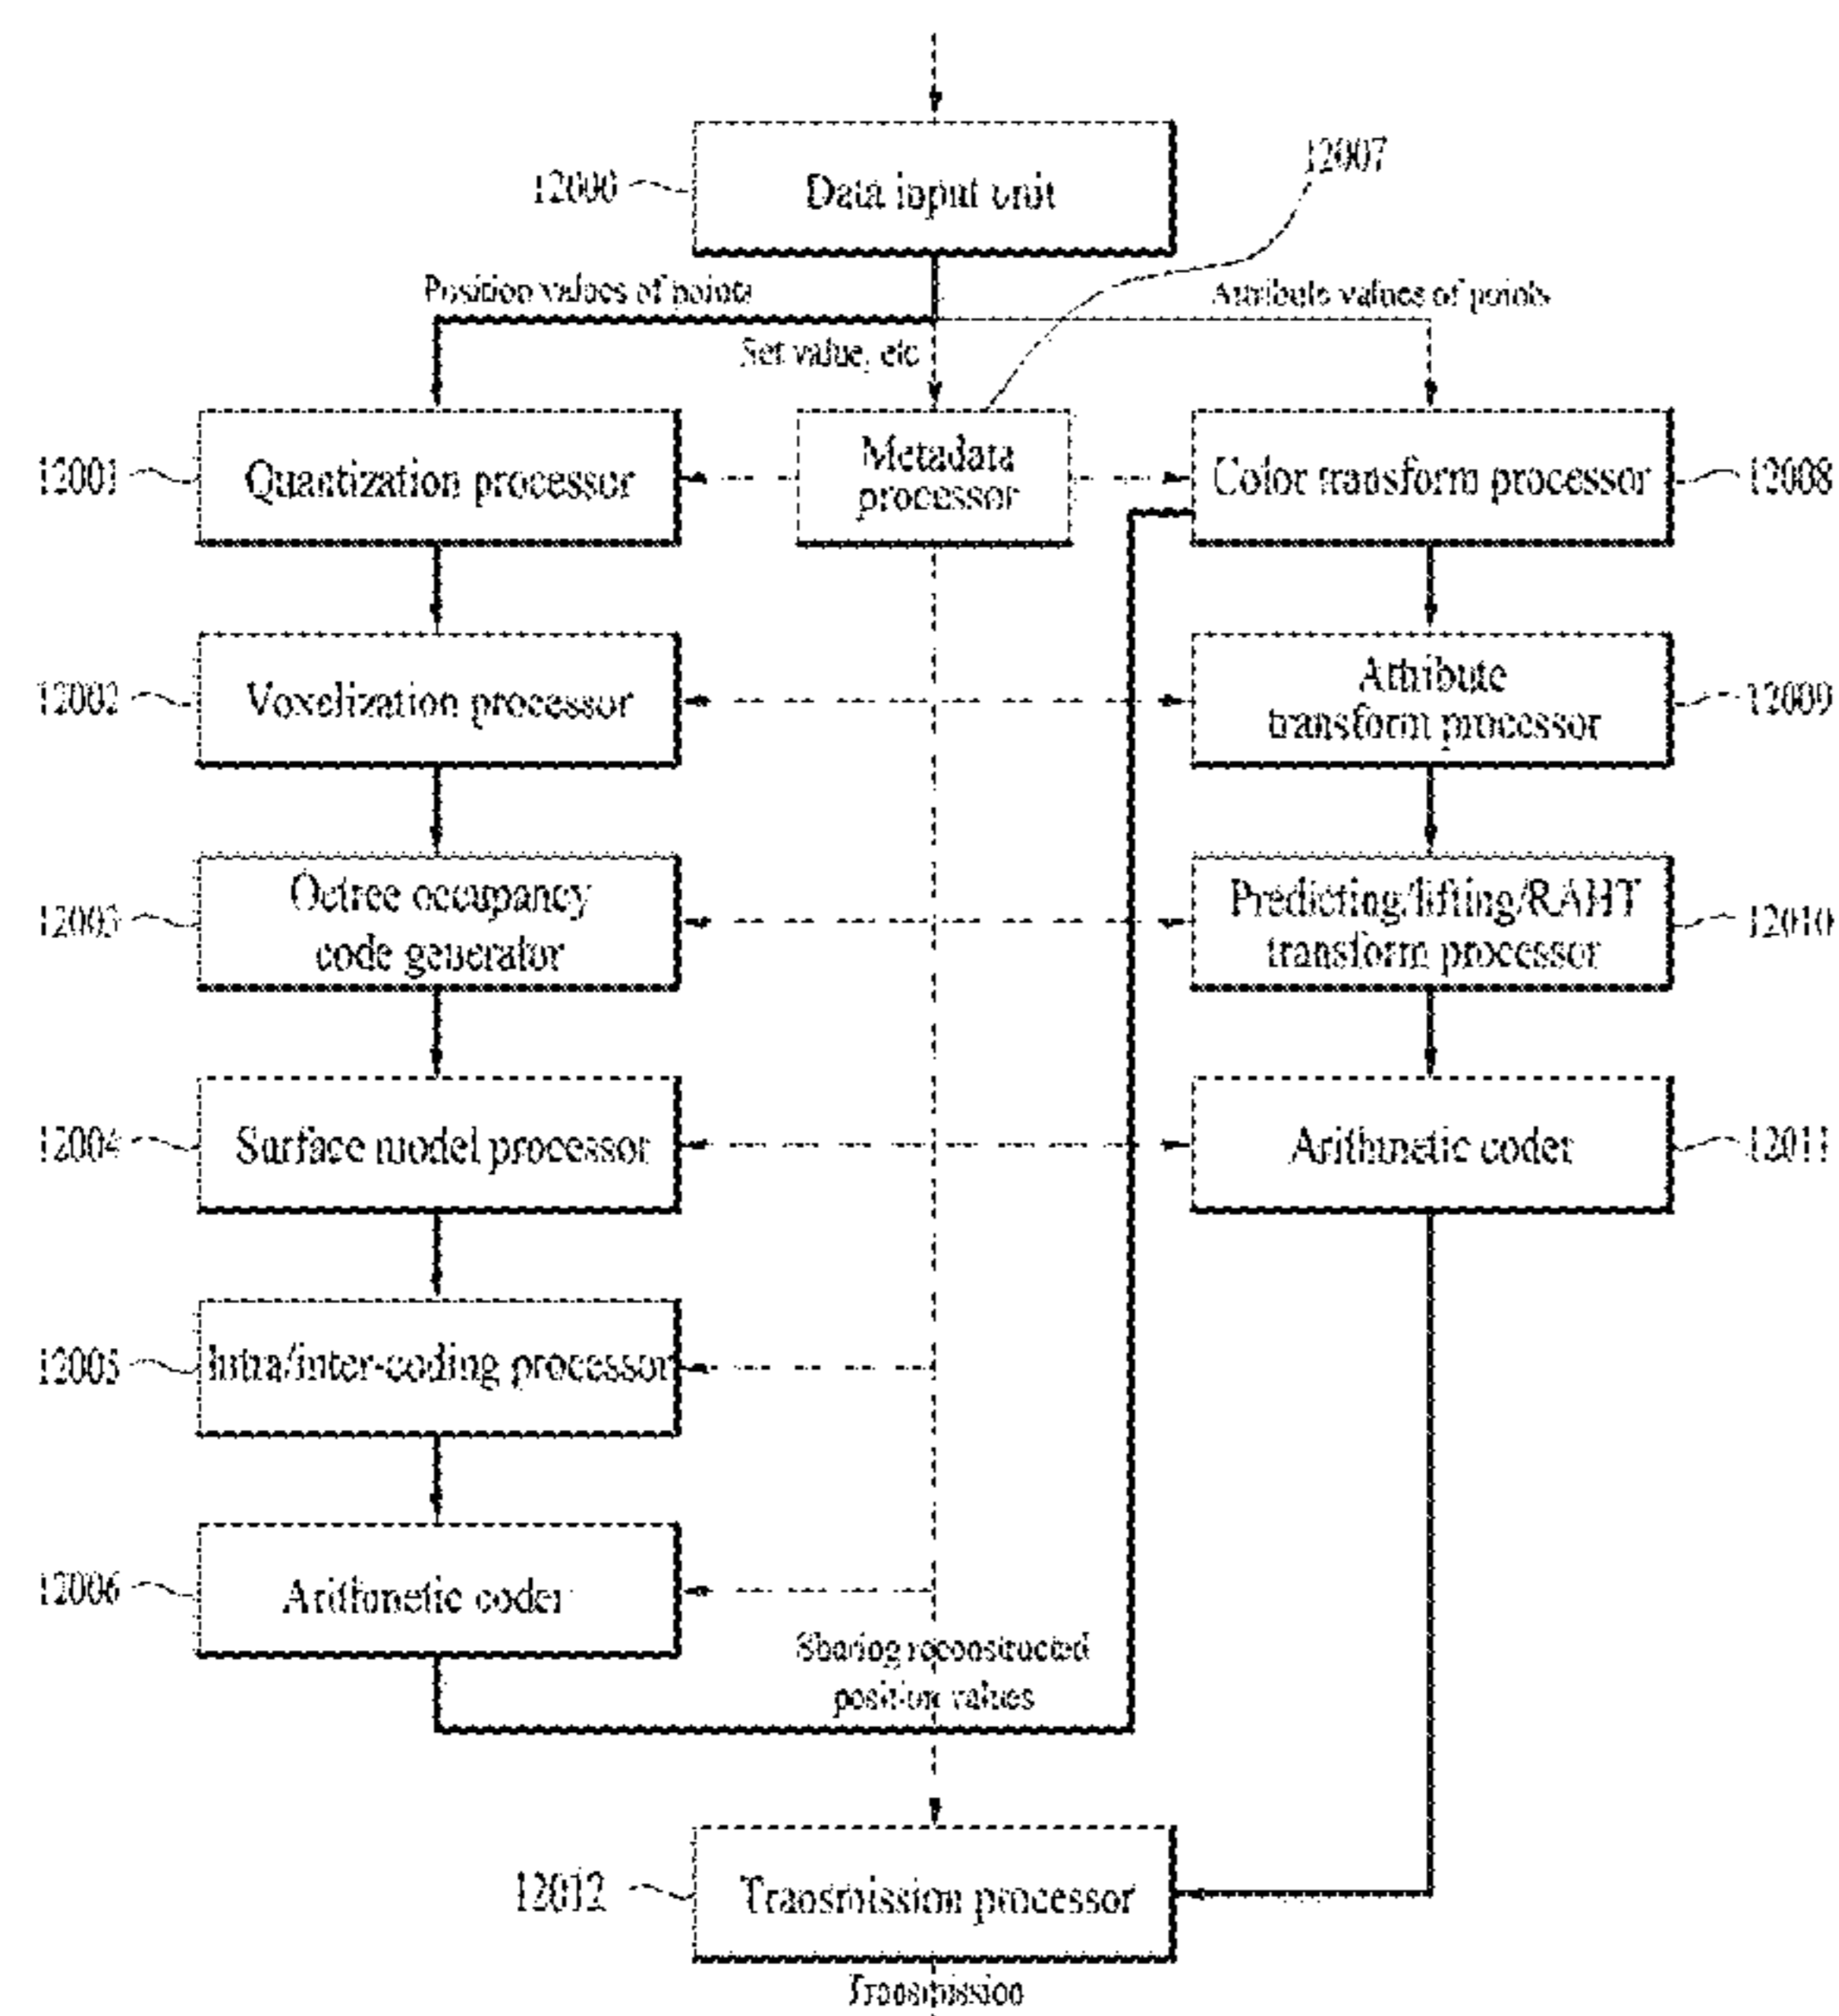 12000
Data input unit
12007
Position values of points
Attribute values of points
Set value, etc
12001
Quantization processor
Metadata
processor
Color transform processor
12008
12002
Voxelization processor
Attribute
transform processor
12009
12003
Octree occupancy
code generator
Predicting/lifting/RAHT
transform processor
12010
12004
Surface model processor
Arithmetic coder
12011
12005
Intra/inter-coding processor
12006
Arithmetic coder
Sharing reconstructed
position values
12012
Transmission processor
Transmission